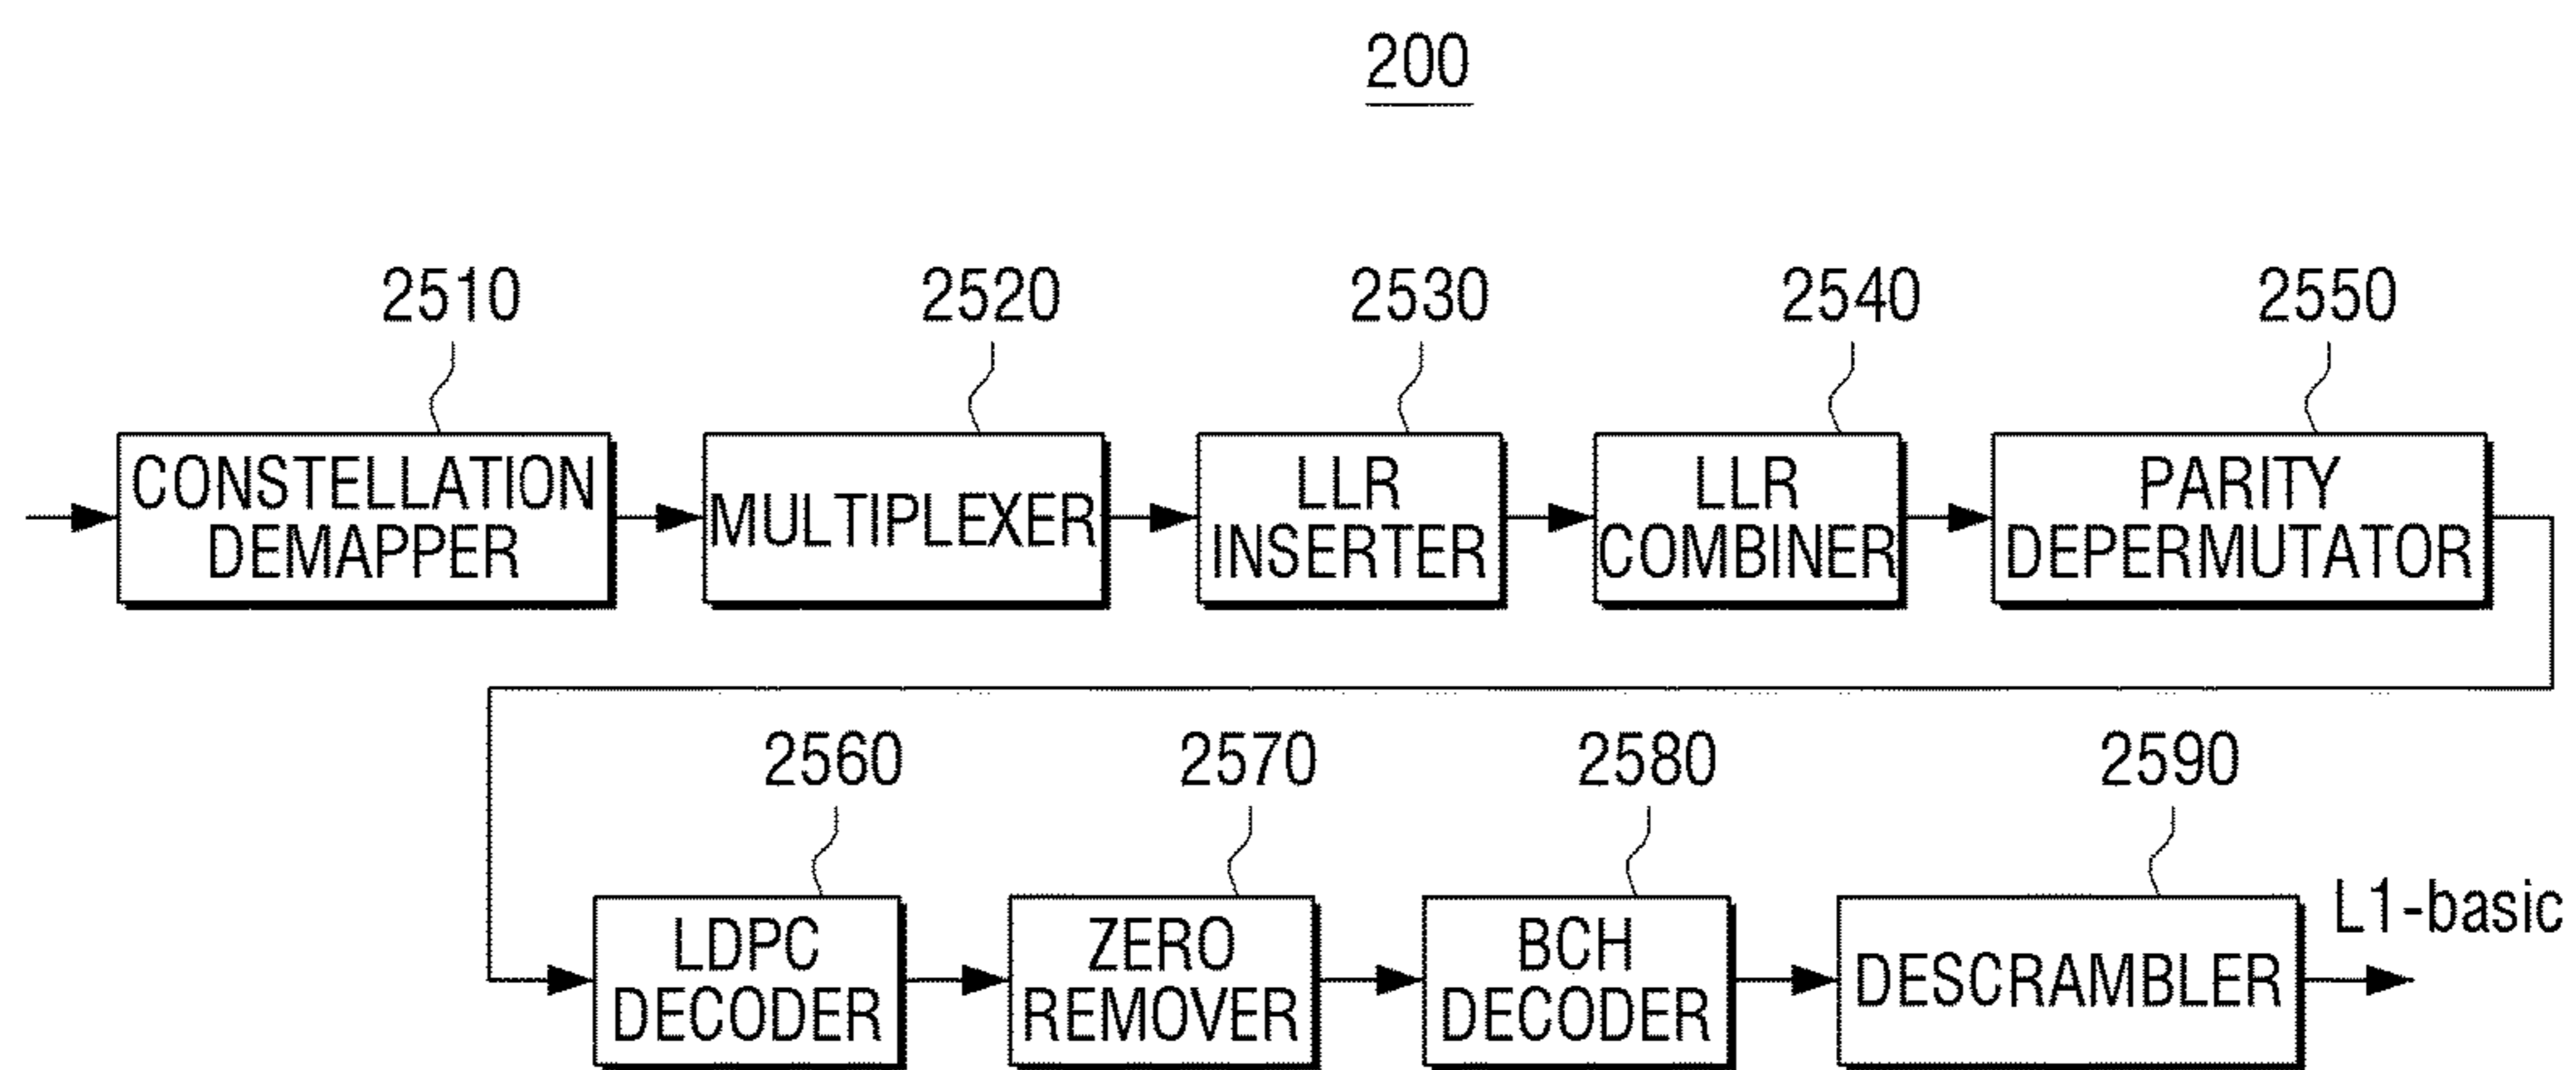 200
2510
2520
2530
2540
2550
CONSTELLATION
DEMAPPER
MULTIPLEXER
LLR
INSERTER
LLR
COMBINER
PARITY
DEPERMUTATOR
2560
2570
2580
2590
LDPC
DECODER
ZERO
REMOVER
BCH
DECODER
DESCRAMBLER
L1-basic